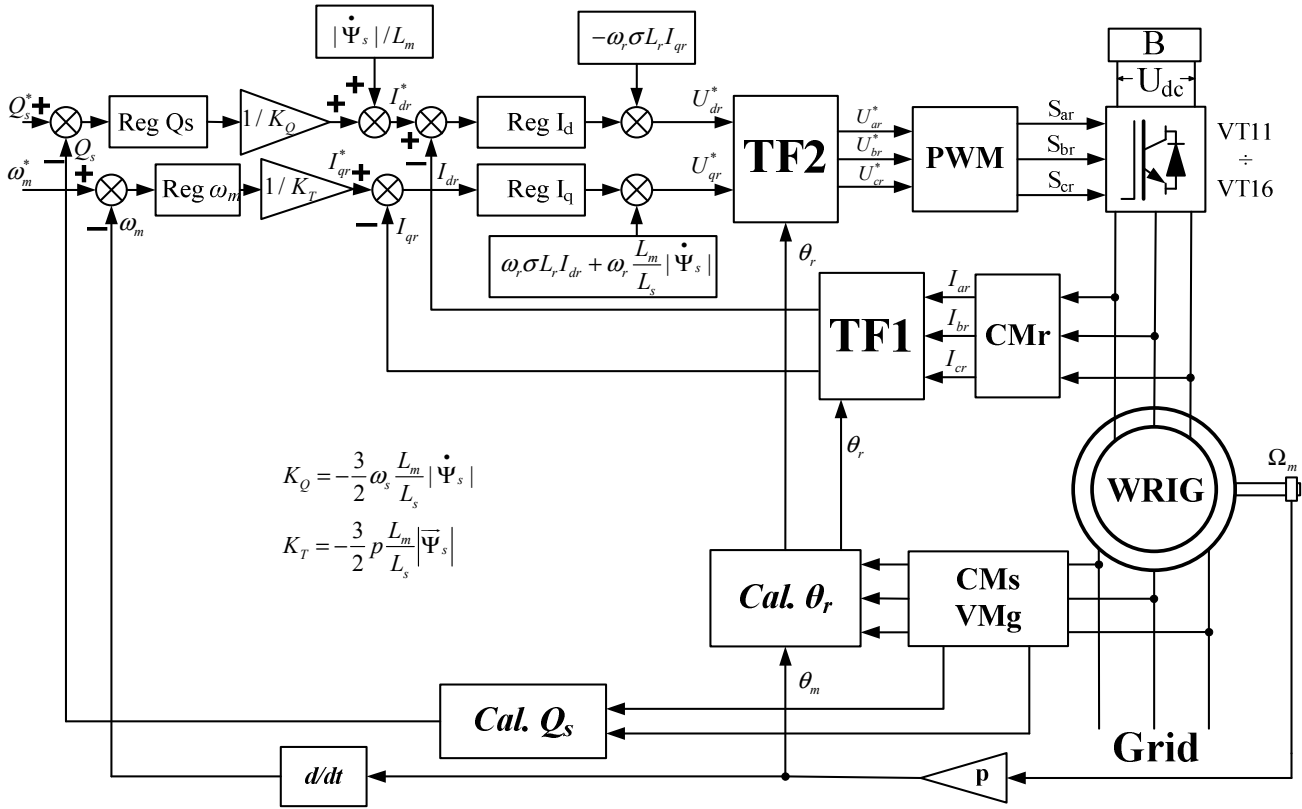 |Ψ̇_s|/L_m
−ω_r σL_r I_qr
B
U_dc
Q_s^* +
Reg Qs
1/K_Q
+ +
I_dr^*
+
Reg I_d
U_dr^*
TF2
U_ar^*
U_br^*
U_cr^*
PWM
S_ar
S_br
S_cr
VT11
÷
VT16
− Q_s
ω_m^* +
Reg ω_m
1/K_T
I_qr^* +
− I_dr
Reg I_q
U_qr^*
− ω_m
− I_qr
ω_r σL_r I_dr + ω_r L_m/L_s |Ψ̇_s|
θ_r
TF1
I_ar
I_br
I_cr
CMr
θ_r
K_Q = −3/2 ω_s L_m/L_s |Ψ̇_s|
K_T = −3/2 p L_m/L_s |Ψ⃗_s|
WRIG
Ω_m
Cal. θ_r
CMs
VMg
θ_m
Cal. Q_s
Grid
d/dt
p